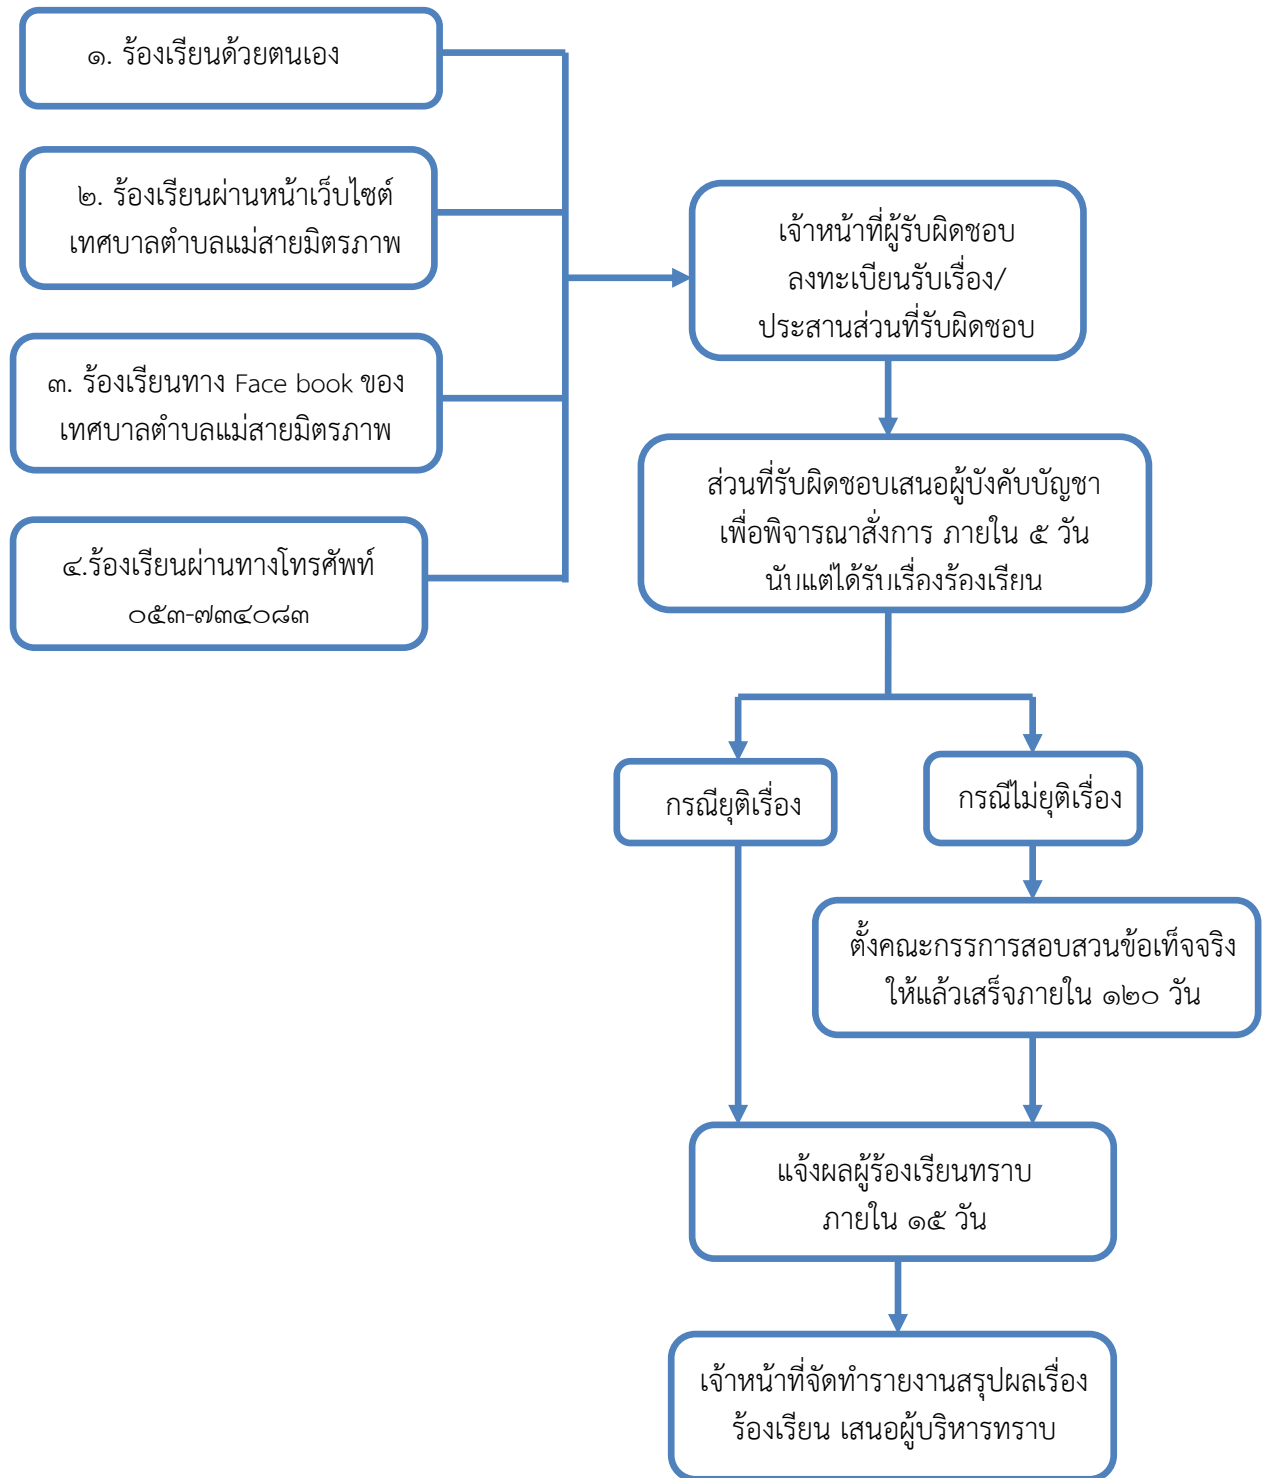 ๑. ร้องเรียนด้วยตนเอง
๒. ร้องเรียนผ่านหน้าเว็บไซต์
เทศบาลตำบลแม่สายมิตรภาพ
๓. ร้องเรียนทาง Face book ของ
เทศบาลตำบลแม่สายมิตรภาพ
๔.ร้องเรียนผ่านทางโทรศัพท์
๐๕๓-๗๓๔๐๘๓
เจ้าหน้าที่ผู้รับผิดชอบ
ลงทะเบียนรับเรื่อง/
ประสานส่วนที่รับผิดชอบ
ส่วนที่รับผิดชอบเสนอผู้บังคับบัญชา
เพื่อพิจารณาสั่งการ ภายใน ๕ วัน
นับแต่ได้รับเรื่องร้องเรียน
กรณียุติเรื่อง
กรณีไม่ยุติเรื่อง
ตั้งคณะกรรการสอบสวนข้อเท็จจริง
ให้แล้วเสร็จภายใน ๑๒๐ วัน
แจ้งผลผู้ร้องเรียนทราบ
ภายใน ๑๕ วัน
เจ้าหน้าที่จัดทำรายงานสรุปผลเรื่อง
ร้องเรียน เสนอผู้บริหารทราบ